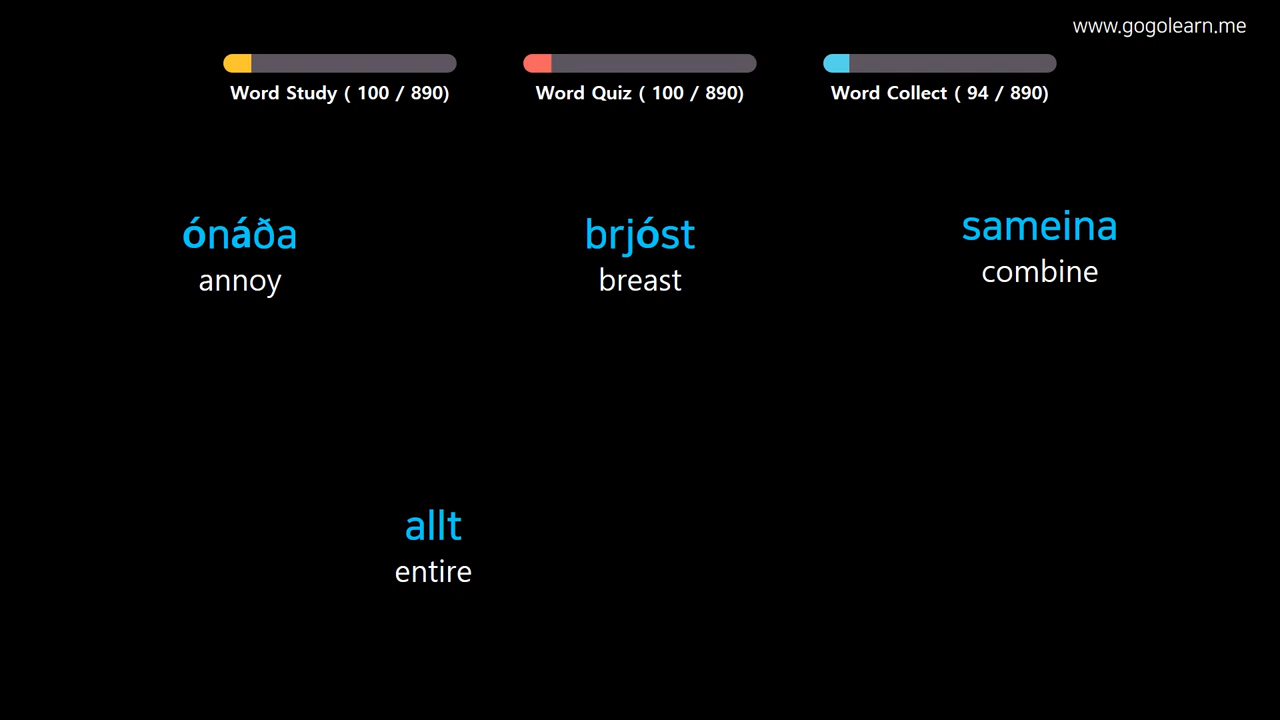 www.gogolearn.me
Word Study ( 100 / 890)
Word Quiz ( 100 / 890)
Word Collect ( 94 / 890)
ónáða
annoy
brjóst
breast
sameina
combine
allt
entire